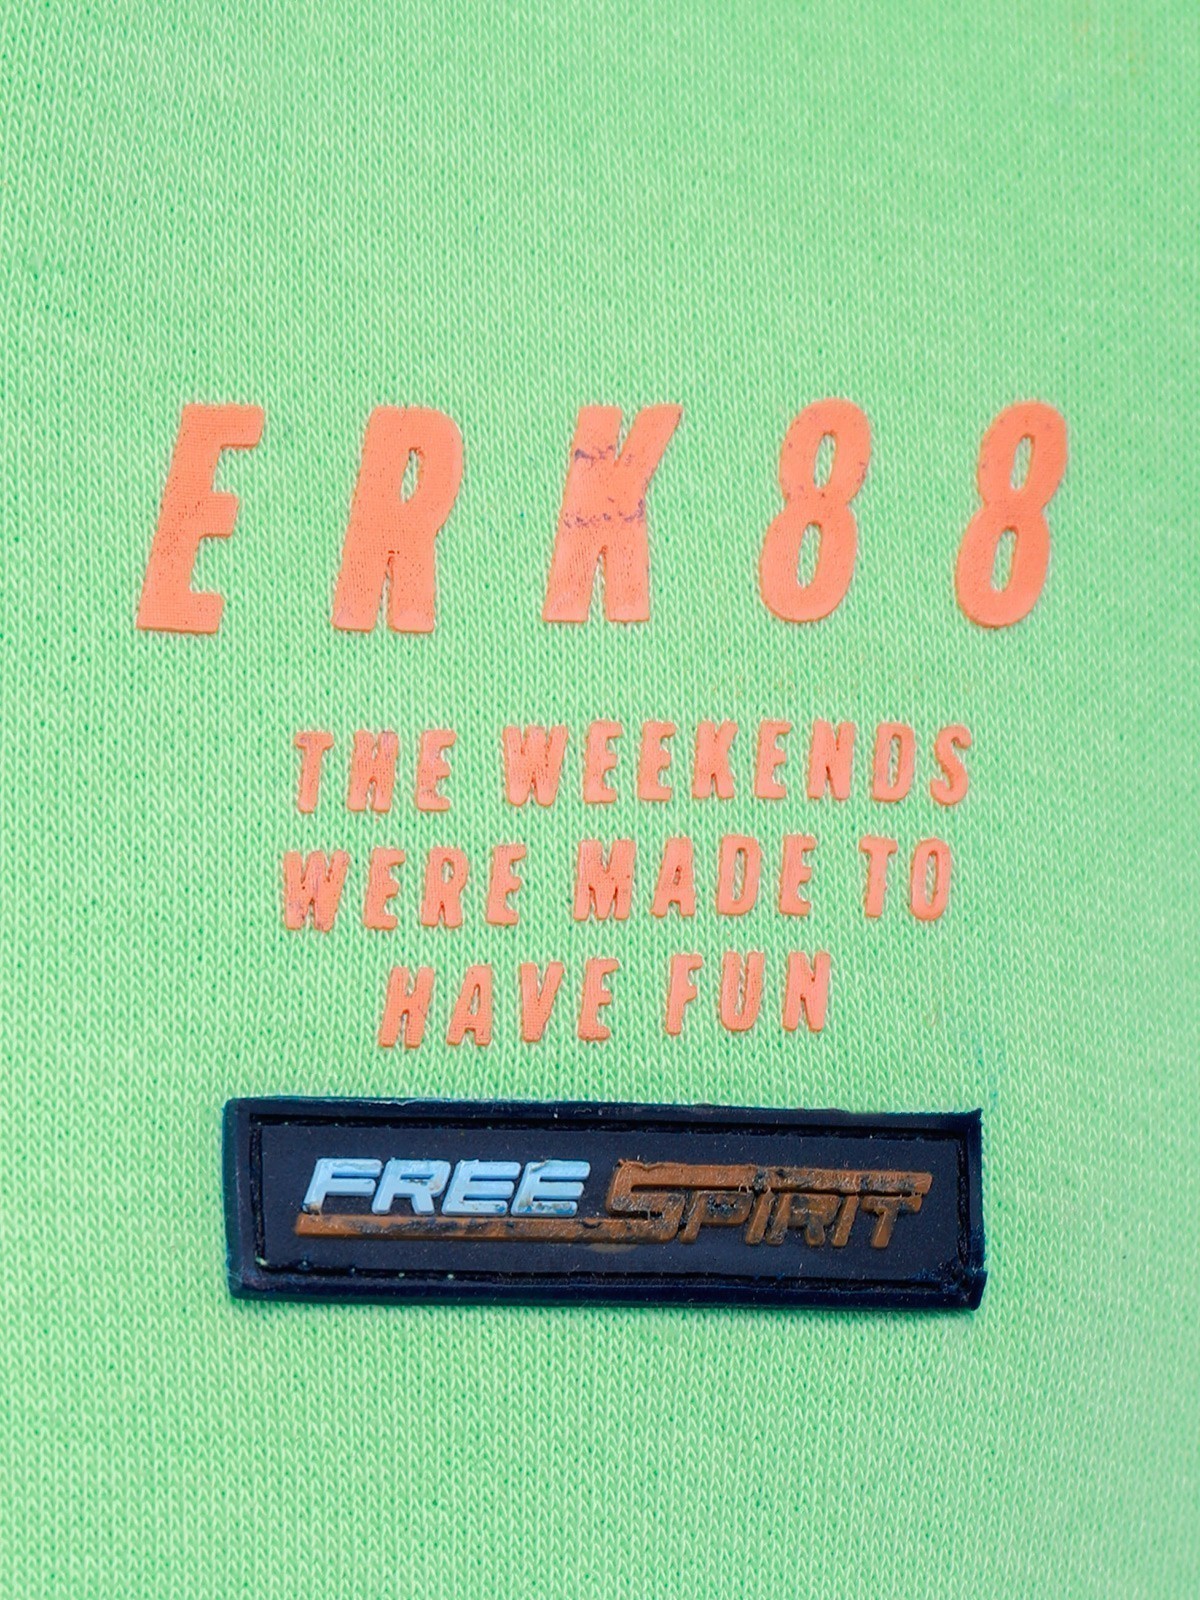 ERK88
THE WEEKENDS
WERE MADE TO
HAVE FUN
FREE SPIRIT